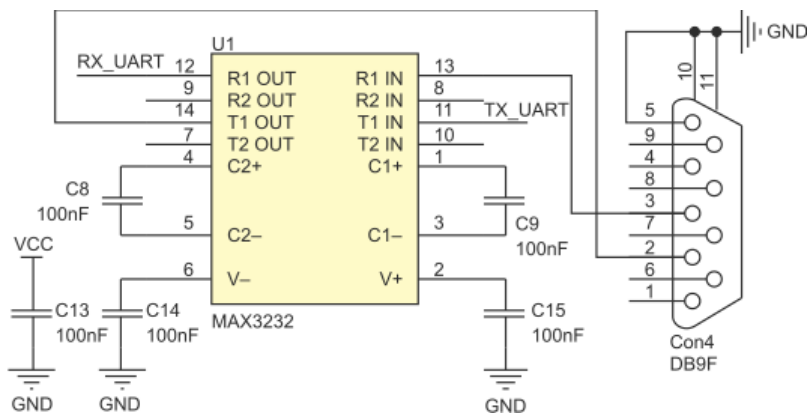 U1
GND
RX_UART 12 R1 OUT R1 IN 13
9 R2 OUT R2 IN 8
14 T1 OUT T1 IN 11 TX_UART
7 T2 OUT T2 IN 10
4 C2+ C1+ 1
C8
100nF
C9
100nF
5 C2– C1– 3
VCC
6 V– V+ 2
C13
100nF
C14
100nF
MAX3232
C15
100nF
GND
GND
GND
10
11
5
9
4
8
3
7
2
6
1
Con4
DB9F